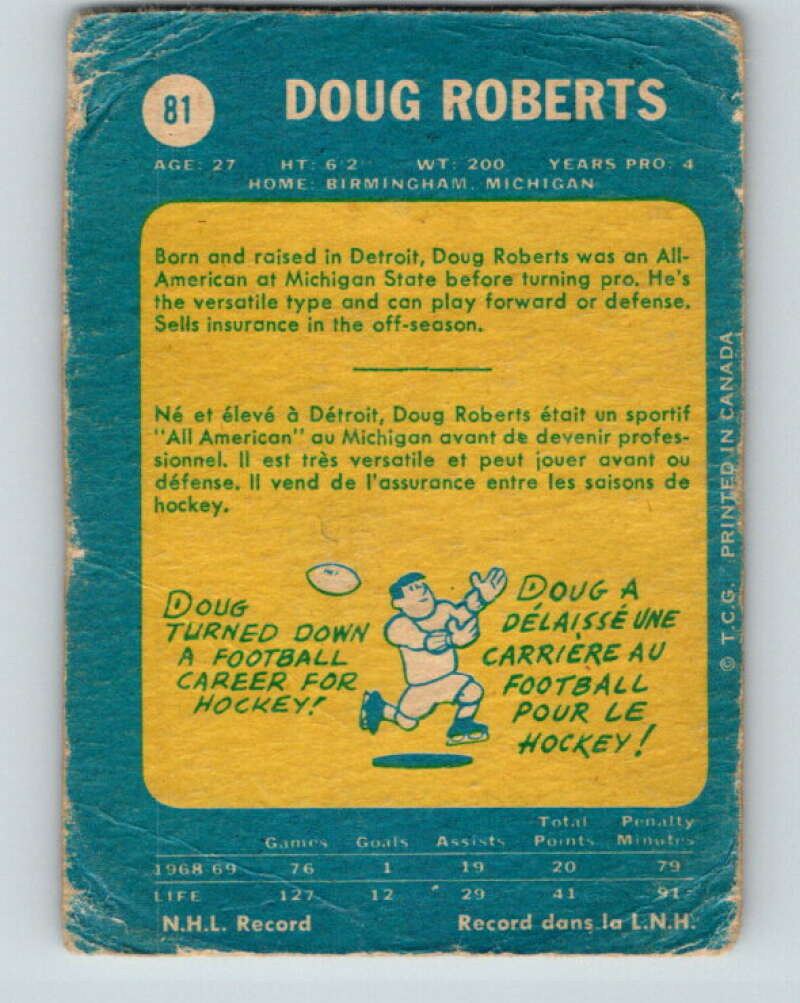 81
DOUG ROBERTS
AGE: 27 HT: 6'2" WT: 200 YEARS PRO: 4
HOME: BIRMINGHAM, MICHIGAN
Born and raised in Detroit, Doug Roberts was an All-
American at Michigan State before turning pro. He's
the versatile type and can play forward or defense.
Sells insurance in the off-season.
Né et élevé à Détroit, Doug Roberts était un sportif
"All American" au Michigan avant de devenir profes-
sionnel. Il est très versatile et peut jouer avant ou
défense. Il vend de l'assurance entre les saisons de
hockey.
DOUG
TURNED DOWN
A FOOTBALL
CAREER FOR
HOCKEY!
DOUG A
DÉLAISSÉ UNE
CARRIÈRE AU
FOOTBALL
POUR LE
HOCKEY!
© T.C.G. PRINTED IN CANADA
Games Goals Assists Total Points Penalty Minutes
1968-69 76 1 19 20 79
LIFE 127 12 29 41 91
N.H.L. Record Record dans la L.N.H.